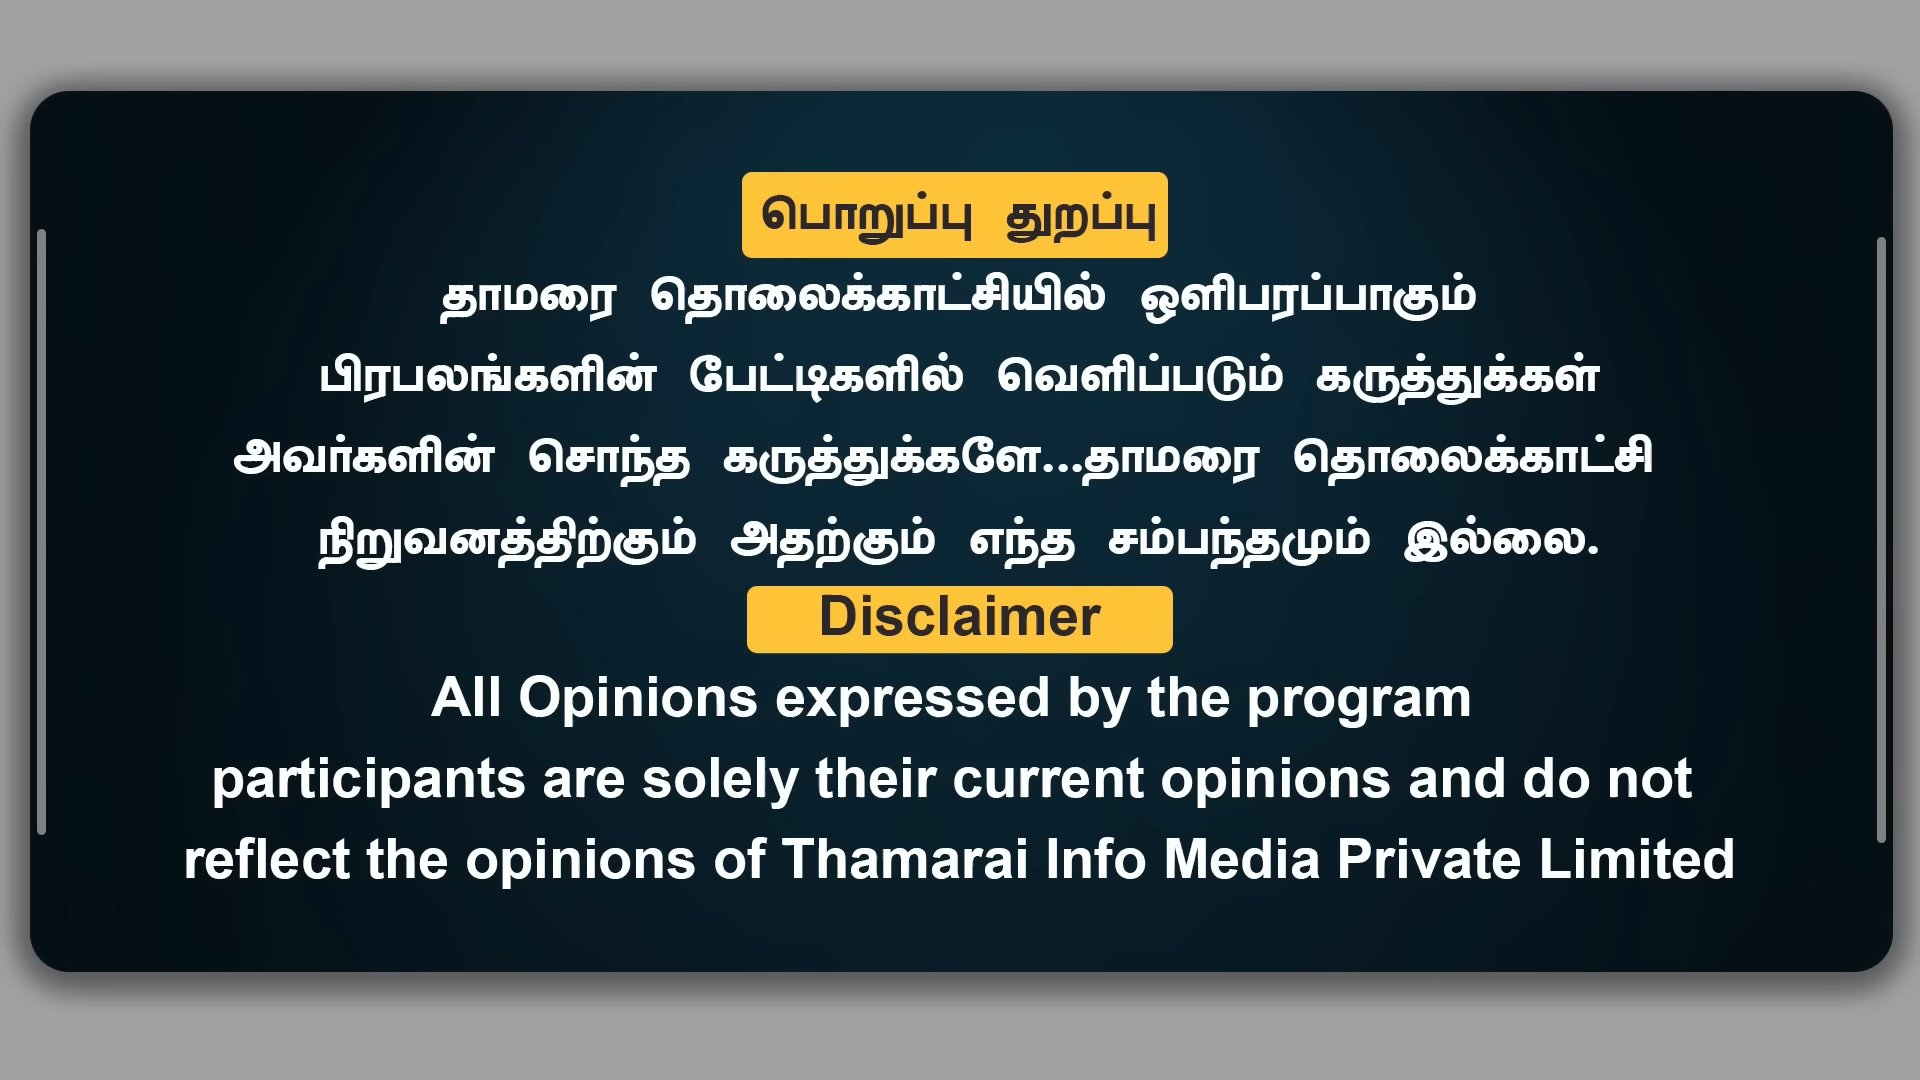 பொறுப்பு துறப்பு
தாமரை தொலைக்காட்சியில் ஒளிபரப்பாகும்
பிரபலங்களின் பேட்டிகளில் வெளிப்படும் கருத்துக்கள்
அவர்களின் சொந்த கருத்துக்களே...தாமரை தொலைக்காட்சி
நிறுவனத்திற்கும் அதற்கும் எந்த சம்பந்தமும் இல்லை.
Disclaimer
All Opinions expressed by the program
participants are solely their current opinions and do not
reflect the opinions of Thamarai Info Media Private Limited